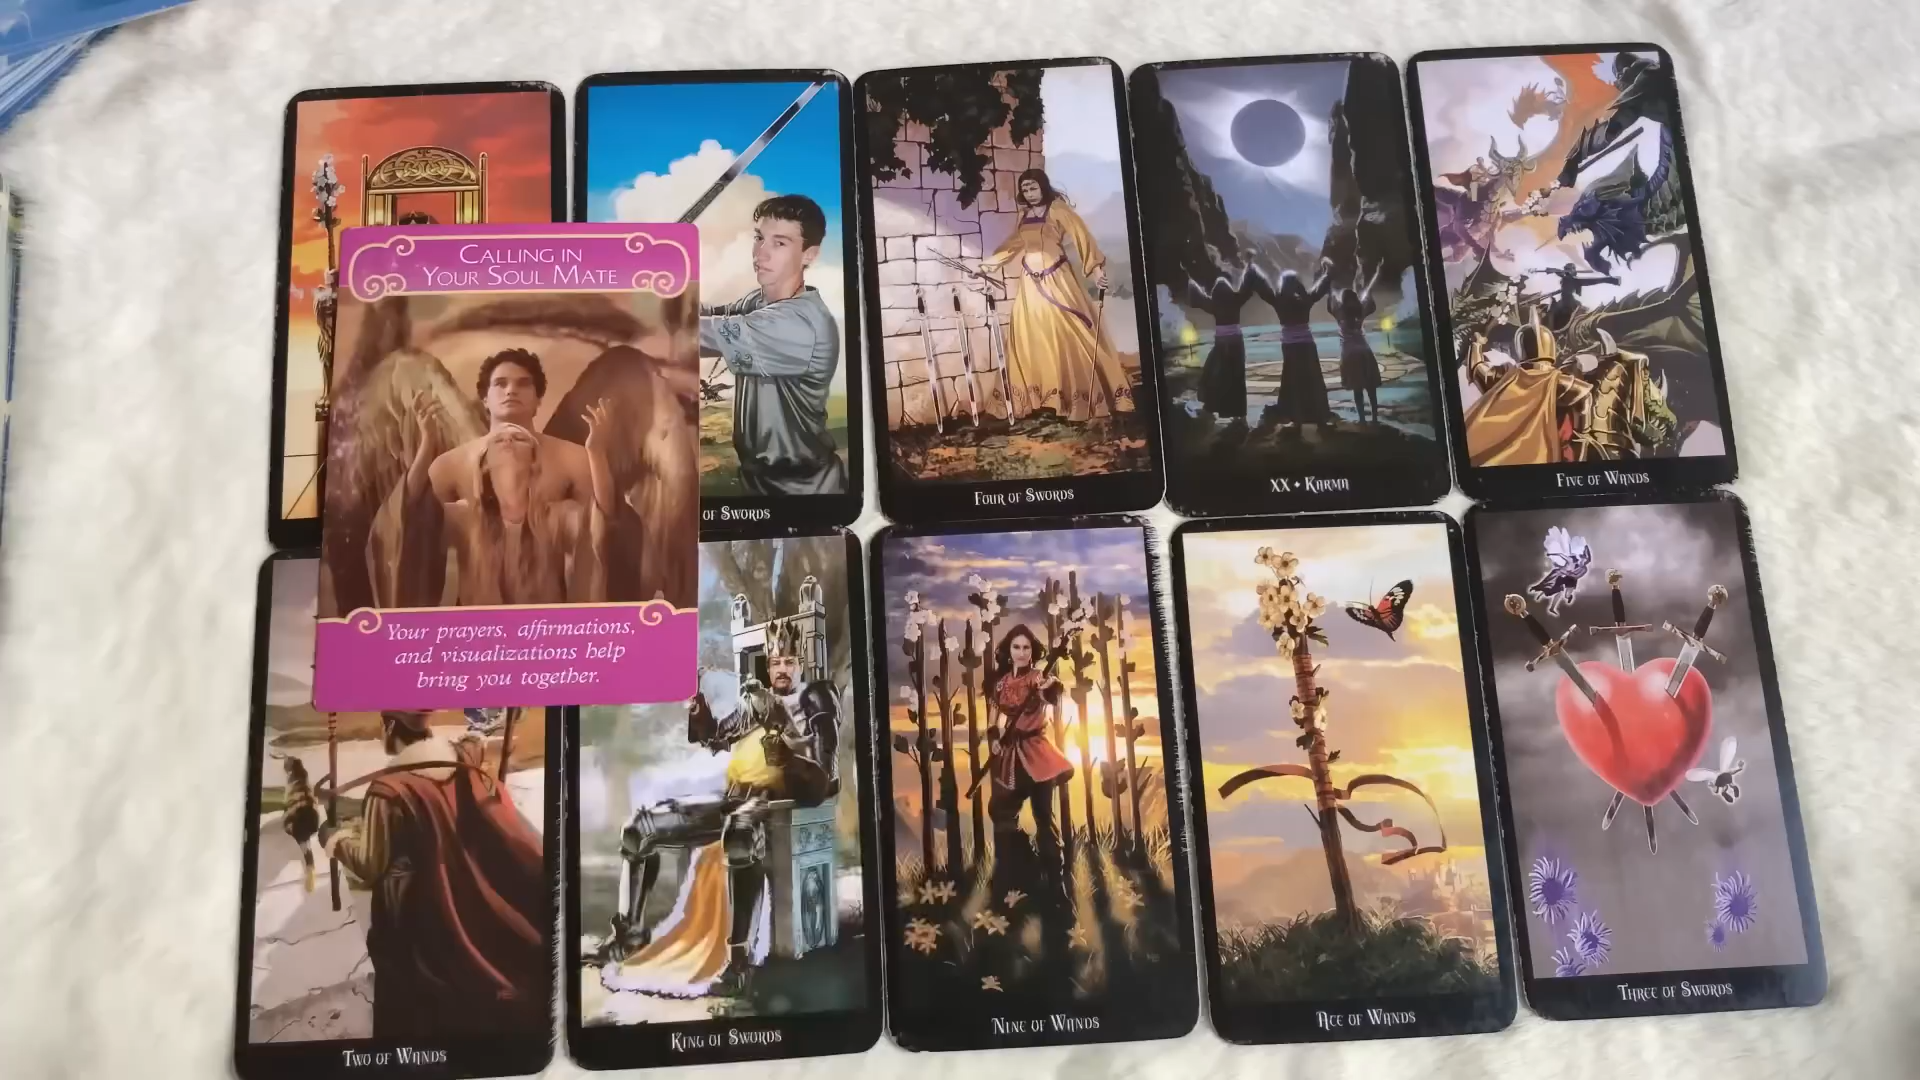 CALLING IN
YOUR SOUL MATE
Your prayers, affirmations,
and visualizations help
bring you together.
OF SWORDS
FOUR OF SWORDS
XX • KARMA
FIVE OF WANDS
TWO OF WANDS
KING OF SWORDS
NINE OF WANDS
ACE OF WANDS
THREE OF SWORDS